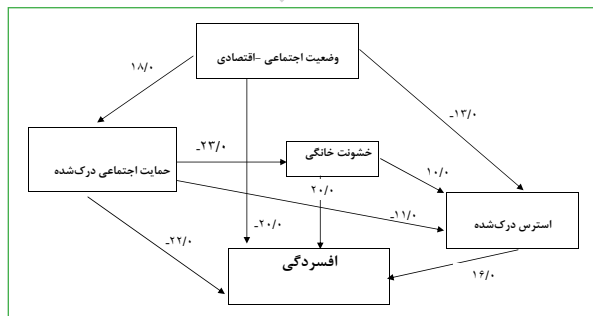 وضعیت اجتماعی –اقتصادی
۱۸/۰
-۱۳/۰
-۲۳/۰
خشونت خانگی
حمایت اجتماعی درک‌شده
۱۰/۰
۲۰/۰
-۱۱/۰
استرس درک‌شده
-۲۰/۰
-۲۲/۰
افسردگی
۱۶/۰